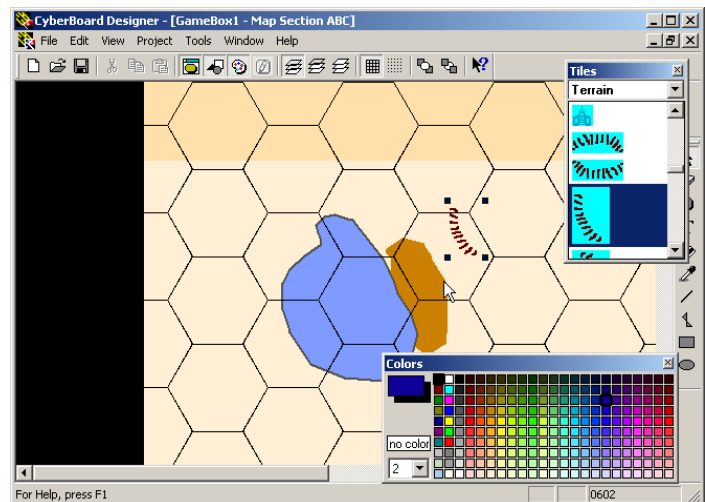 CyberBoard Designer - [GameBox1 - Map Section ABC]
File Edit View Project Tools Window Help
Tiles
Terrain
Colors
no color
2
For Help, press F1
0602